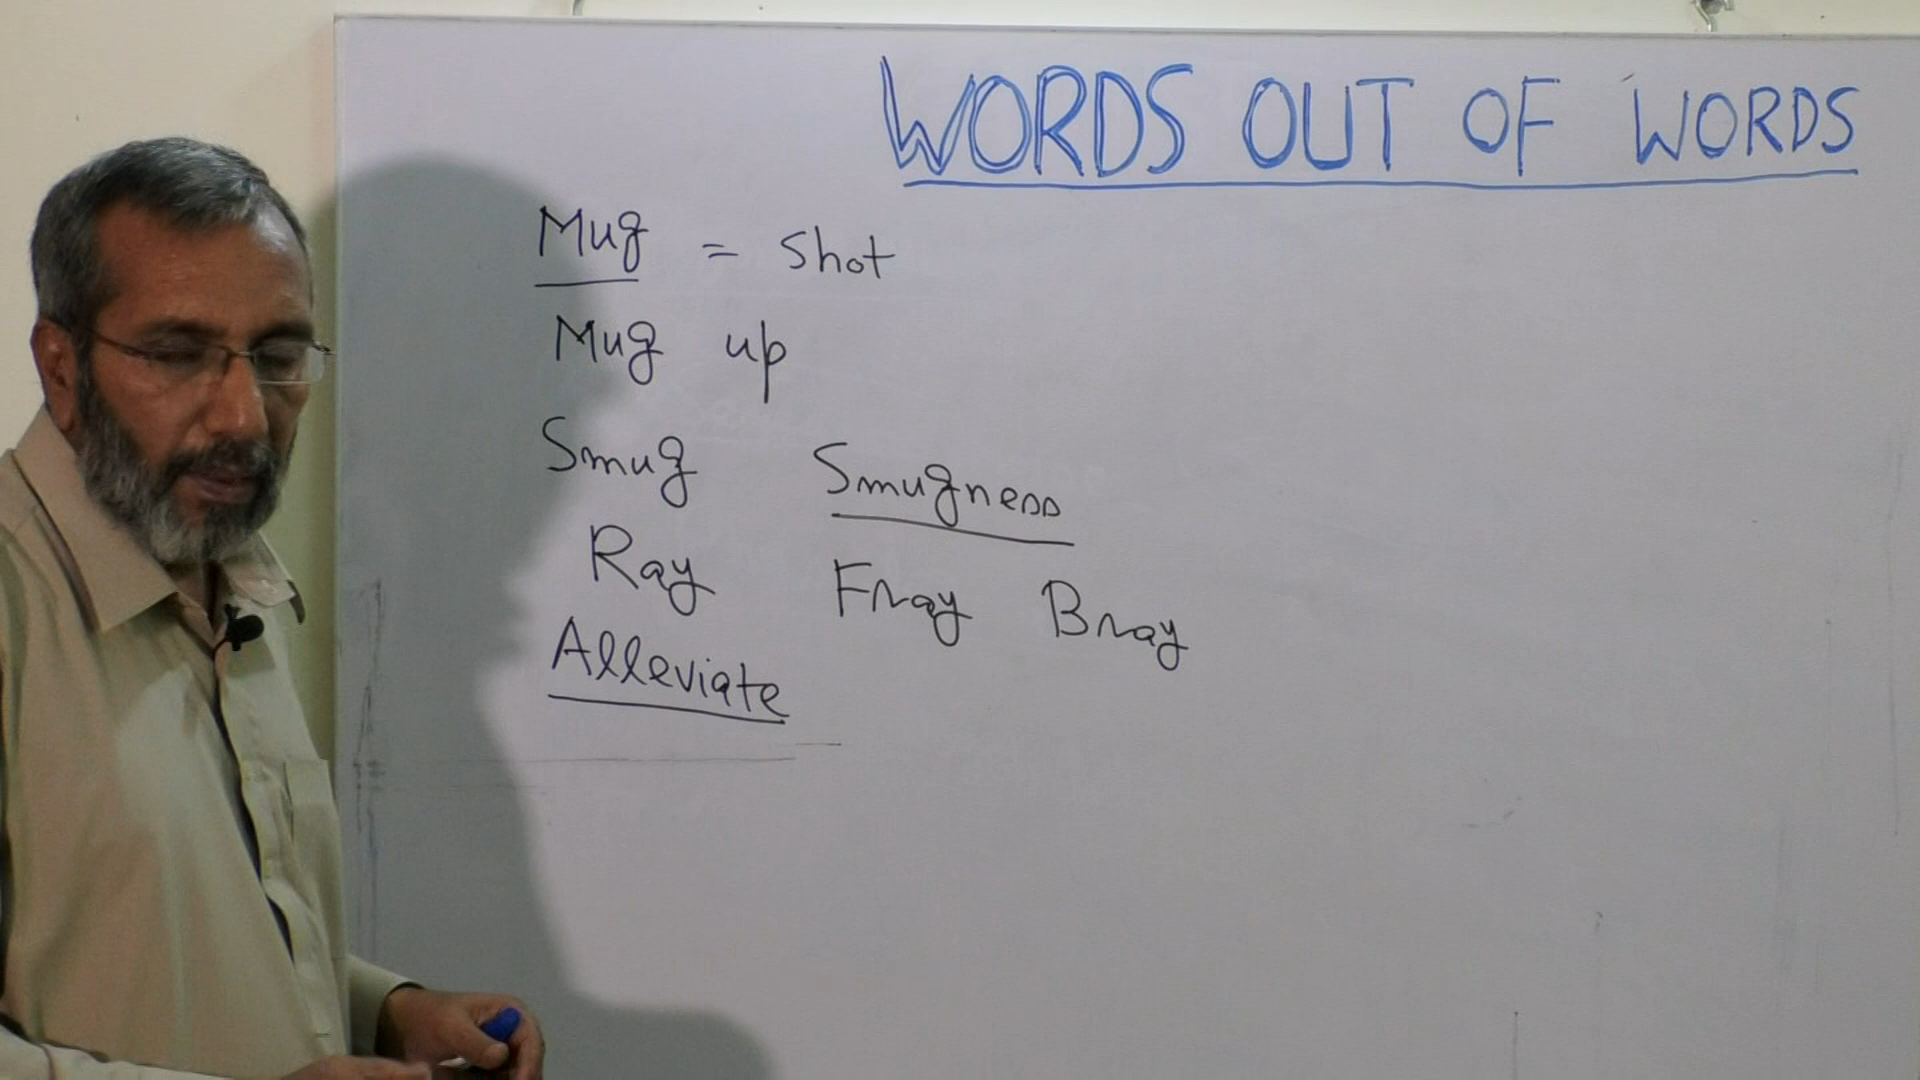 WORDS OUT OF WORDS
Mug = Shot
Mug up
Smug Smugness
Ray Fray Bray
Alleviate